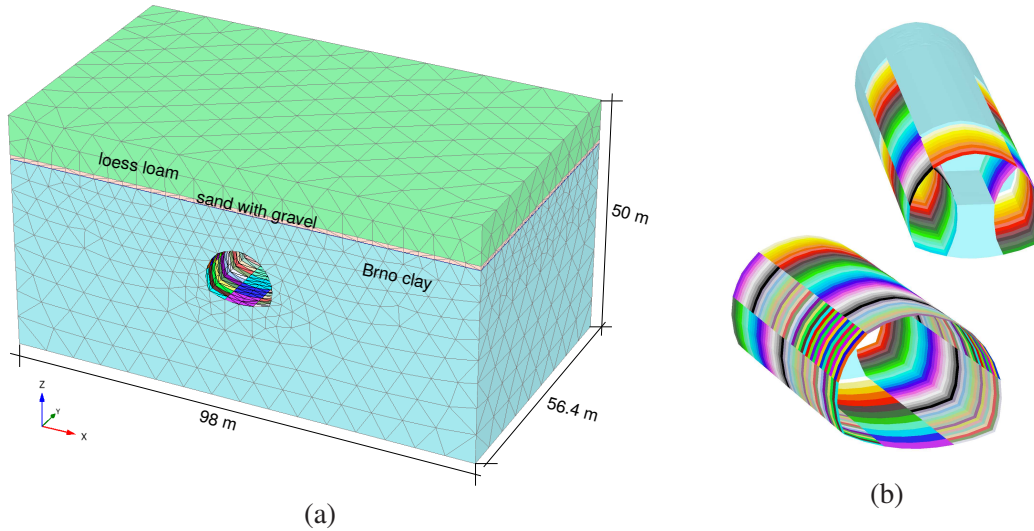 loess loam
sand with gravel
Brno clay
50 m
56.4 m
98 m
Z
Y
X
(a)
(b)